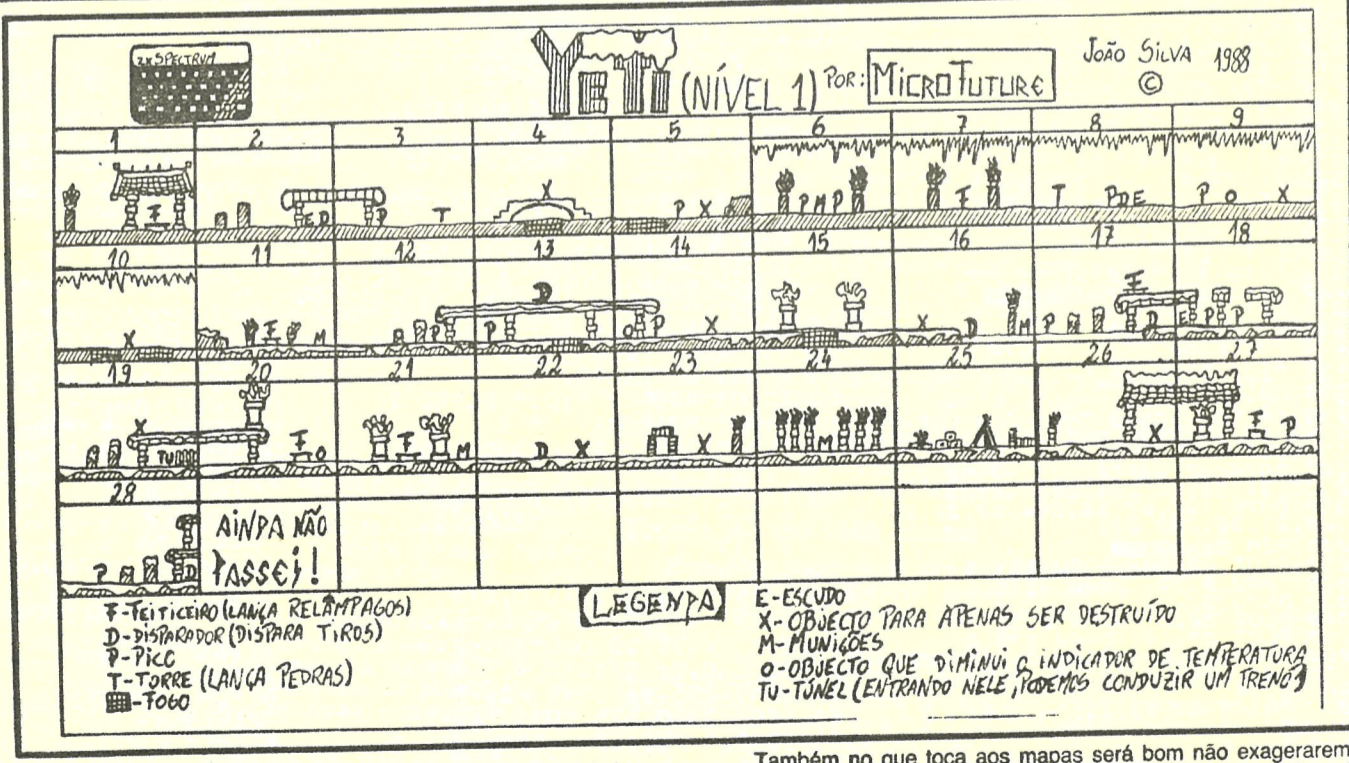 ZX SPECTRUM
YETI (NÍVEL 1) POR: MICROFUTURE
JOÃO SILVA 1988
©
1 2 3 4 5 6 7 8 9
F E D P T X P X P M P F T P D E P O X
10 11 12 13 14 15 16 17 18
X P F M P P D O P X X D M P F D E P P
19 20 21 22 23 24 25 26 27
X TU F O F M D X X M X F P
28
P D
AINDA NÃO
PASSEI!
LEGENDA
F-FEITICEIRO (LANÇA RELÂMPAGOS)
D-DISPARADOR (DISPARA TIROS)
P-PICO
T-TORRE (LANÇA PEDRAS)
-FOGO
E-ESCUDO
X-OBJECTO PARA APENAS SER DESTRUÍDO
M-MUNIÇÕES
O-OBJECTO QUE DIMINUI O INDICADOR DE TEMPERATURA
TU-TÚNEL (ENTRANDO NELE, PODEMOS CONDUZIR UM TRENÓ)
Também no que toca aos mapas será bom não exagerarem